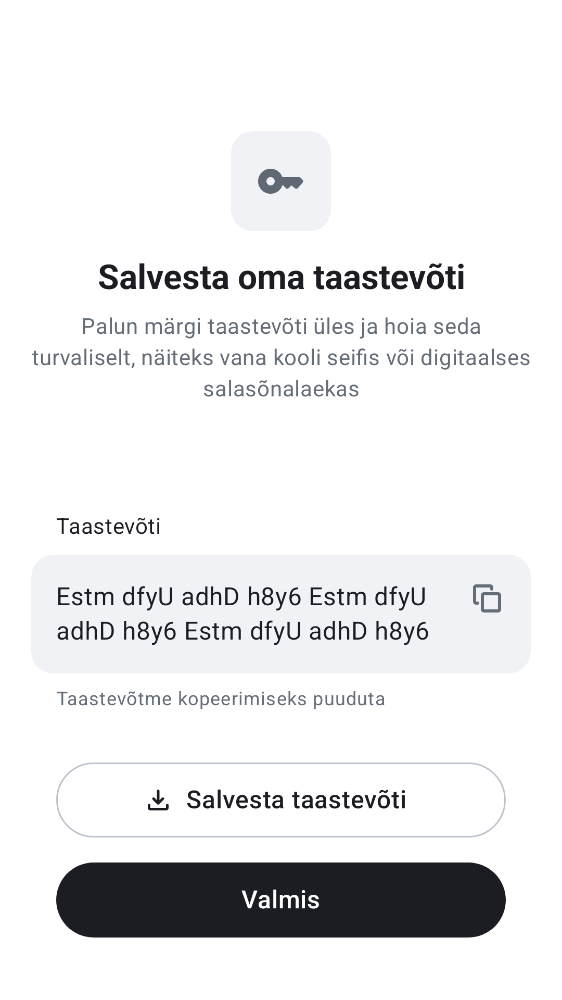 Salvesta oma taastevõti
Palun märgi taastevõti üles ja hoia seda
turvaliselt, näiteks vana kooli seifis või digitaalses
salasõnalaekas
Taastevõti
Estm dfyU adhD h8y6 Estm dfyU
adhD h8y6 Estm dfyU adhD h8y6
Taastevõtme kopeerimiseks puuduta
Salvesta taastevõti
Valmis